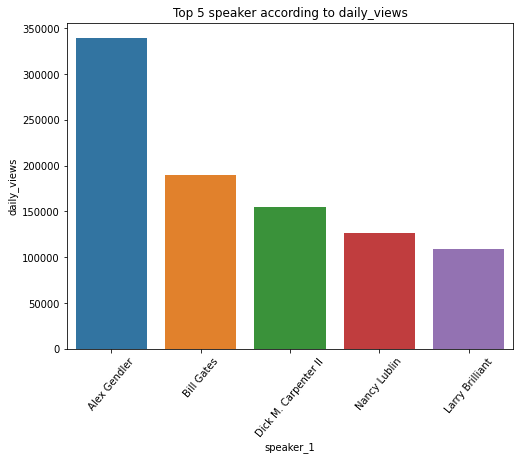 Top 5 speaker according to daily_views
350000
300000
250000
200000
150000
100000
50000
0
daily_views
Alex Gendler
Bill Gates
Dick M. Carpenter II
Nancy Lublin
Larry Brilliant
speaker_1